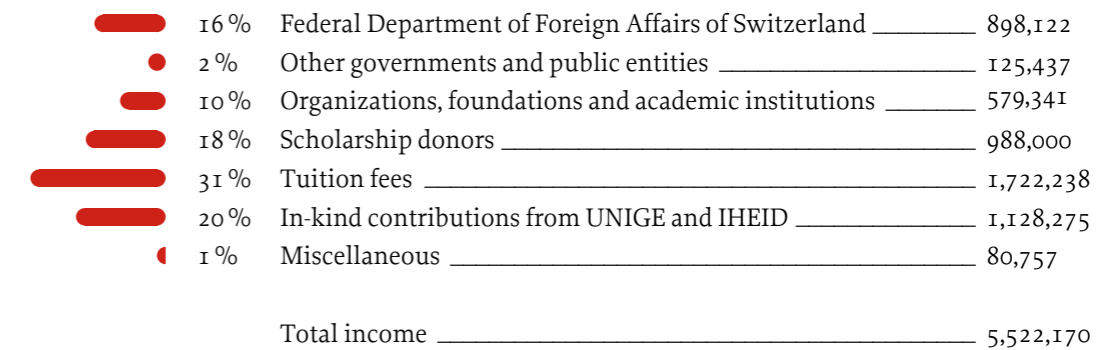 16 % Federal Department of Foreign Affairs of Switzerland 898,122
2 % Other governments and public entities 125,437
10 % Organizations, foundations and academic institutions 579,341
18 % Scholarship donors 988,000
31 % Tuition fees 1,722,238
20 % In-kind contributions from UNIGE and IHEID 1,128,275
1 % Miscellaneous 80,757
Total income 5,522,170